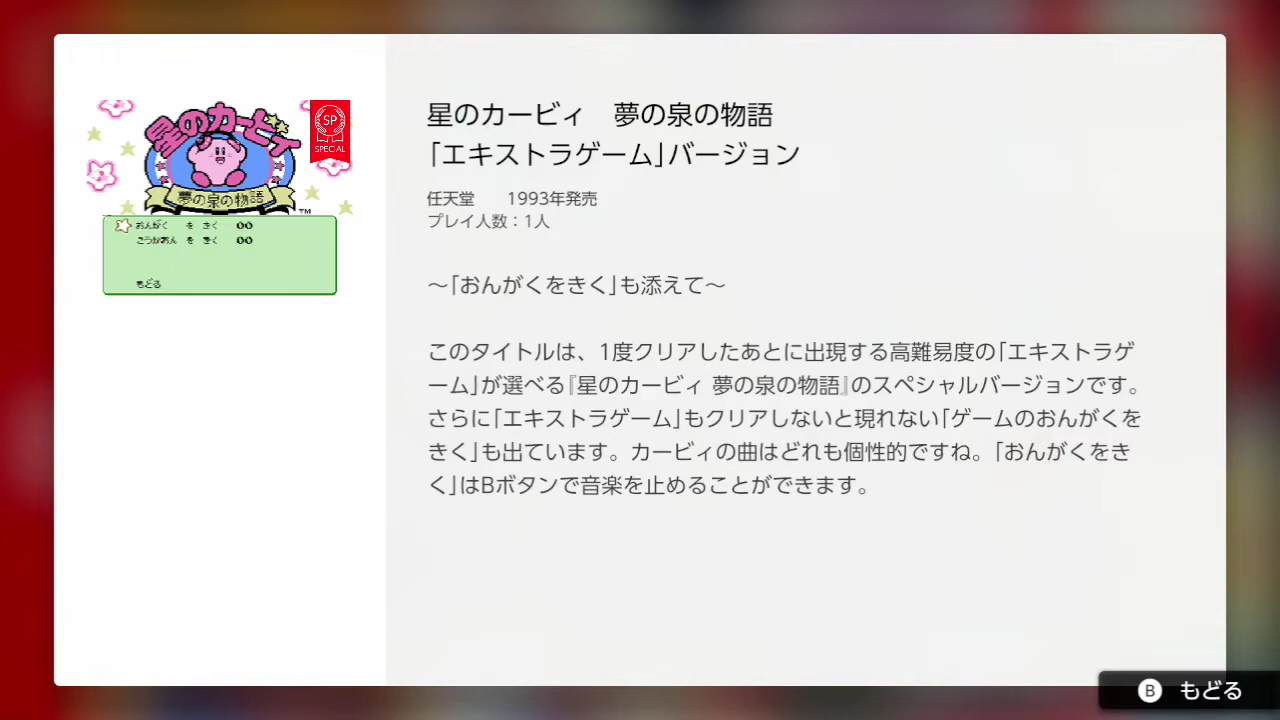 星のカービィ
夢の泉の物語
TM
SP
SPECIAL
おんがく を きく 00
こうかおん を きく 00
もどる
星のカービィ 夢の泉の物語
「エキストラゲーム」バージョン
任天堂 1993年発売
プレイ人数：1人
～「おんがくをきく」も添えて～
このタイトルは、1度クリアしたあとに出現する高難易度の「エキストラゲ
ーム」が選べる『星のカービィ 夢の泉の物語』のスペシャルバージョンです。
さらに「エキストラゲーム」もクリアしないと現れない「ゲームのおんがくを
きく」も出ています。カービィの曲はどれも個性的ですね。「おんがくをき
く」はBボタンで音楽を止めることができます。
B もどる